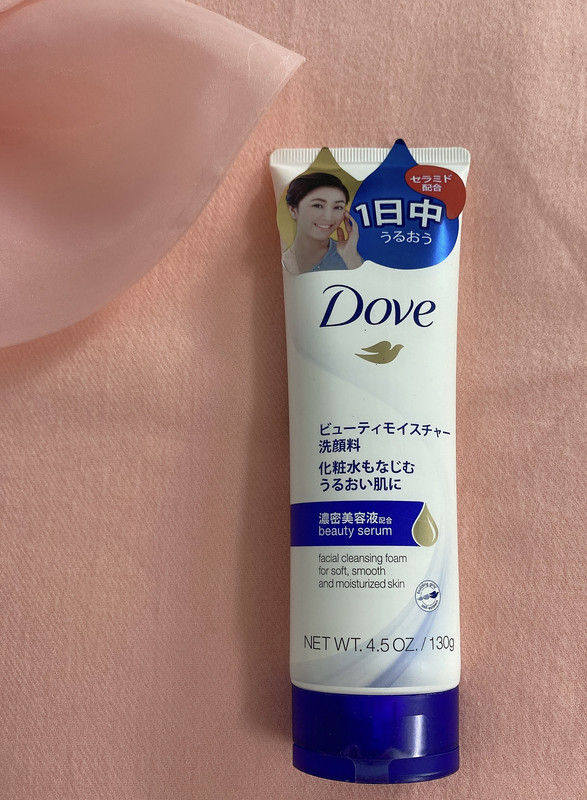 セラミド
配合
1日中
うるおう
Dove
ビューティモイスチャー
洗顔料
化粧水もなじむ
うるおい肌に
濃密美容液配合
beauty serum
facial cleansing foam
for soft, smooth
and moisturized skin
NET WT. 4.5 OZ. / 130g